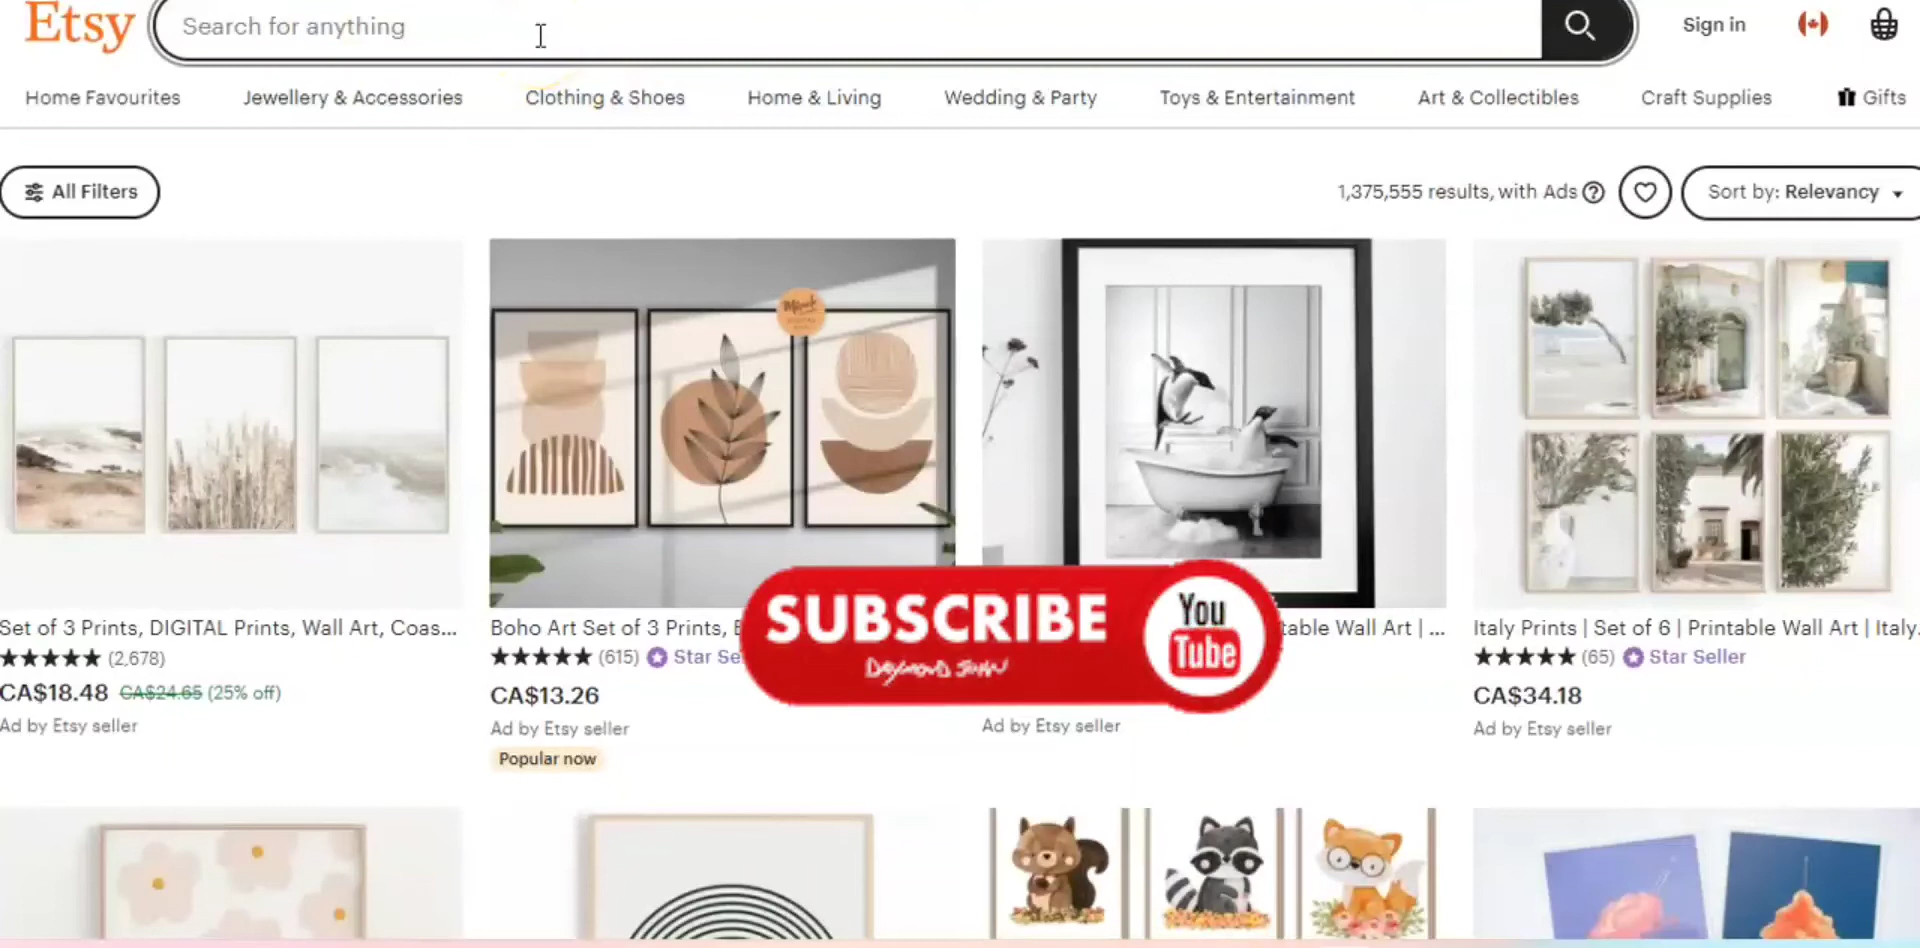 Etsy
Search for anything
Sign in
Home Favourites
Jewellery & Accessories
Clothing & Shoes
Home & Living
Wedding & Party
Toys & Entertainment
Art & Collectibles
Craft Supplies
Gifts
All Filters
1,375,555 results, with Ads
Sort by: Relevancy
Set of 3 Prints, DIGITAL Prints, Wall Art, Coas...
(2,678)
CA$18.48 CA$24.65 (25% off)
Ad by Etsy seller
Boho Art Set of 3 Prints,
(615) Star Se
CA$13.26
Ad by Etsy seller
Popular now
SUBSCRIBE
You
Tube
table Wall Art | ...
Ad by Etsy seller
Italy Prints | Set of 6 | Printable Wall Art | Italy
(65) Star Seller
CA$34.18
Ad by Etsy seller